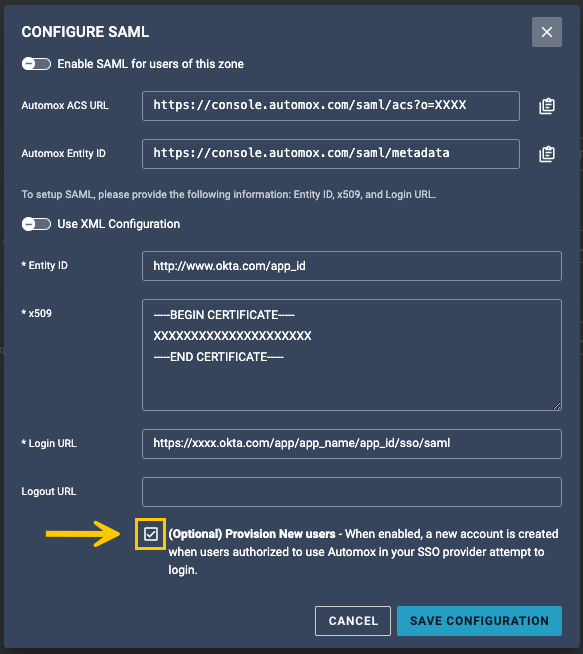 CONFIGURE SAML
Enable SAML for users of this zone
Automox ACS URL
https://console.automox.com/saml/acs?o=XXXX
Automox Entity ID
https://console.automox.com/saml/metadata
To setup SAML, please provide the following information: Entity ID, x509, and Login URL.
Use XML Configuration
* Entity ID
http://www.okta.com/app_id
* x509
-----BEGIN CERTIFICATE-----
XXXXXXXXXXXXXXXXXXXXX
-----END CERTIFICATE-----
* Login URL
https://xxxx.okta.com/app/app_name/app_id/sso/saml
Logout URL
(Optional) Provision New users - When enabled, a new account is created
when users authorized to use Automox in your SSO provider attempt to
login.
CANCEL
SAVE CONFIGURATION